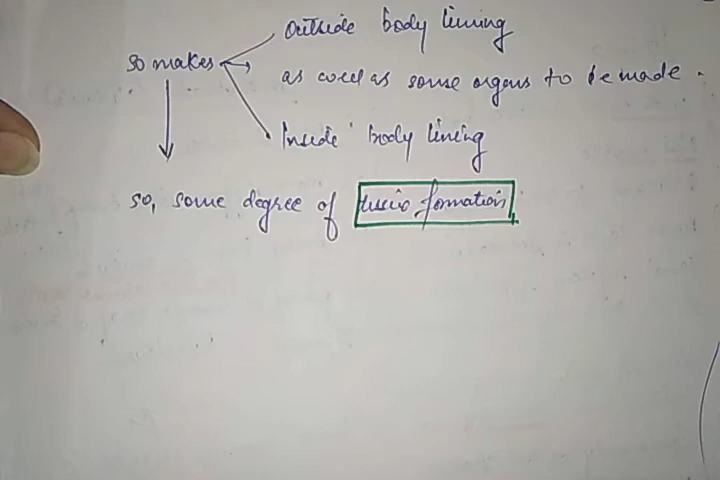 outside body lining
so makes
as well as some organs to be made.
Inside body lining
so, some degree of tissue formation